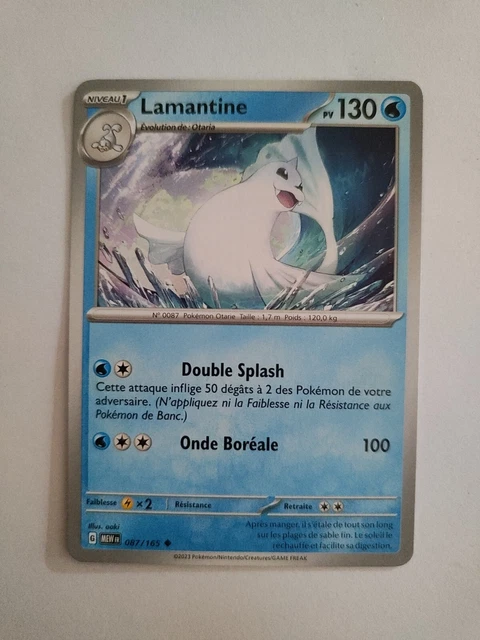 NIVEAU 1
Lamantine
PV 130
Évolution de : Otaria
N° 0087 Pokémon Otarie Taille : 1,7 m Poids : 120,0 kg
Double Splash
Cette attaque inflige 50 dégâts à 2 des Pokémon de votre
adversaire. (N'appliquez ni la Faiblesse ni la Résistance aux
Pokémon de Banc.)
Onde Boréale 100
Faiblesse ×2 Résistance Retraite
Illus. aoki
G MEW FR 087/165
Après manger, il s'étale de tout son long
sur les plages de sable fin. Le soleil le
réchauffe et facilite sa digestion.
©2023 Pokémon/Nintendo/Creatures/GAME FREAK